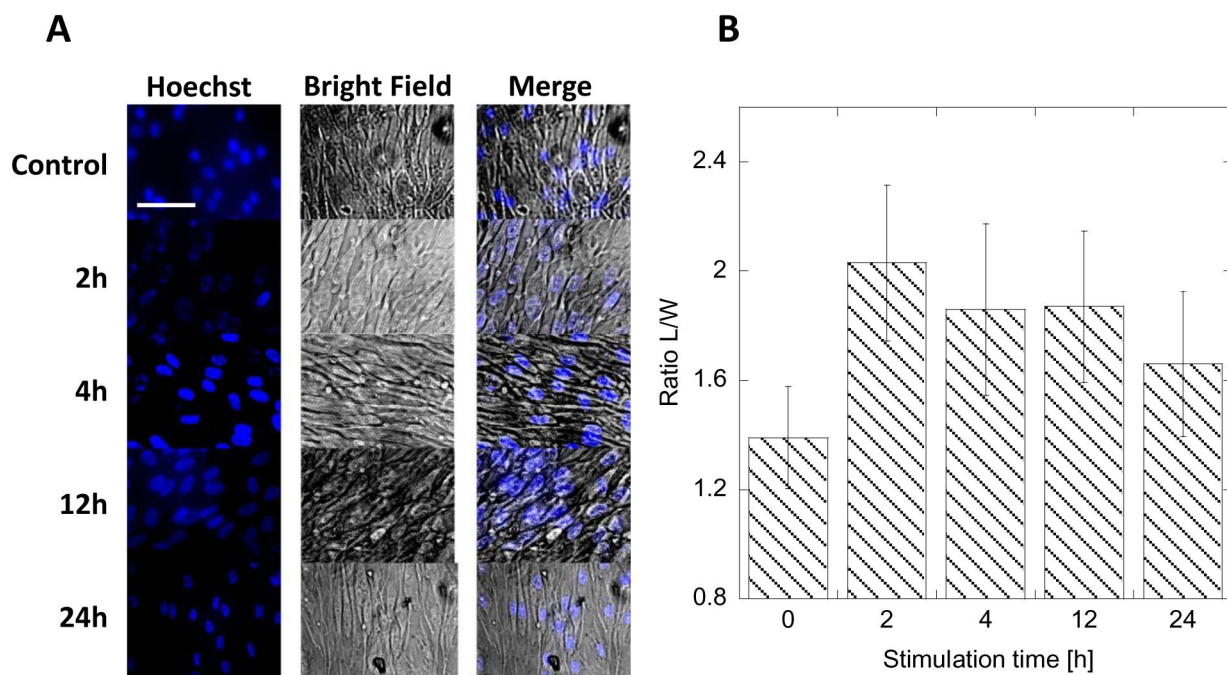 A
Hoechst Bright Field Merge
Control
2h
4h
12h
24h
B
2.4
2
1.6
1.2
0.8
0 2 4 12 24
Ratio L/W
Stimulation time [h]